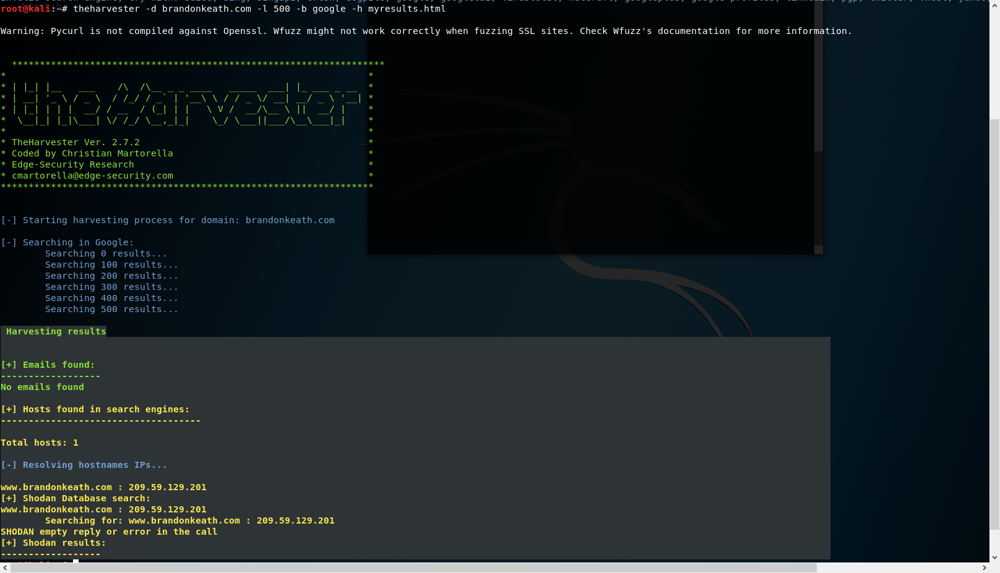 root@kali:~# theharvester -d brandonkeath.com -l 500 -b google -h myresults.html
Warning: Pycurl is not compiled against Openssl. Wfuzz might not work correctly when fuzzing SSL sites. Check Wfuzz's documentation for more information.
*******************************************************************
*                                                                 *
* | |_| |__   ___    /\  /\__ _ _ ____   _____  ___| |_ ___ _ __  *
* | __| '_ \ / _ \  / /_/ / _` | '__\ \ / / _ \/ __| __/ _ \ '__| *
* | |_| | | |  __/ / __  / (_| | |   \ V /  __/\__ \ ||  __/ |    *
*  \__|_| |_|\___| \/ /_/ \__,_|_|    \_/ \___||___/\__\___|_|    *
*                                                                 *
* TheHarvester Ver. 2.7.2                                         *
* Coded by Christian Martorella                                   *
* Edge-Security Research                                          *
* cmartorella@edge-security.com                                   *
*******************************************************************
[-] Starting harvesting process for domain: brandonkeath.com
[-] Searching in Google:
Searching 0 results...
Searching 100 results...
Searching 200 results...
Searching 300 results...
Searching 400 results...
Searching 500 results...
Harvesting results
[+] Emails found:
------------------
No emails found
[+] Hosts found in search engines:
------------------------------------
Total hosts: 1
[-] Resolving hostnames IPs...
www.brandonkeath.com : 209.59.129.201
[+] Shodan Database search:
www.brandonkeath.com : 209.59.129.201
Searching for: www.brandonkeath.com : 209.59.129.201
SHODAN empty reply or error in the call
[+] Shodan results:
------------------